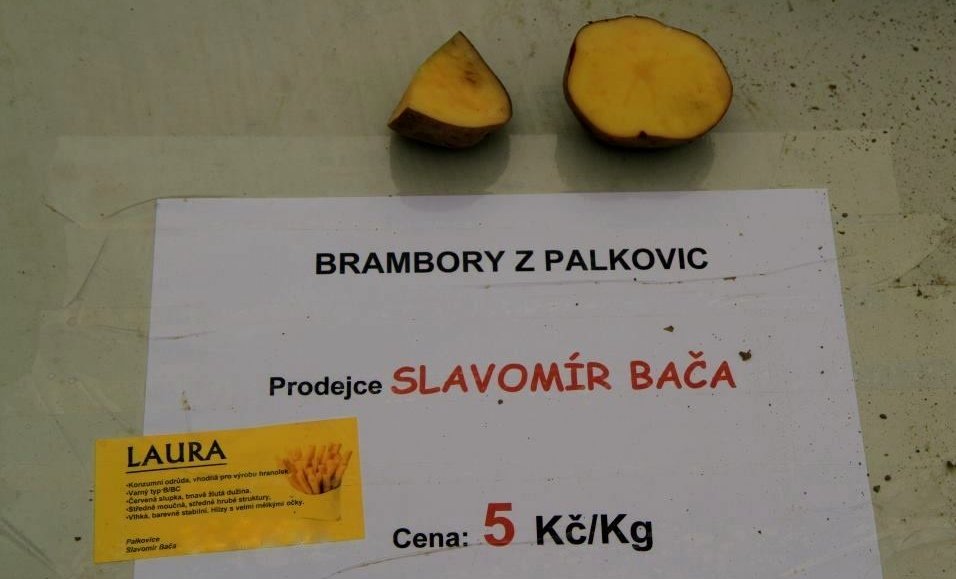 BRAMBORY Z PALKOVIC
Prodejce SLAVOMÍR BAČA
LAURA
•Konzumní odrůda, vhodná pro výrobu hranolek
•Varný typ B/BC
•Červená slupka, tmavě žlutá dužina.
•Středně moučná, středně hrubé struktury,
•Vlhká, barevně stabilní. Hlízy s velmi mělkými očky.
Palkovice
Slavomír Bača
Cena: 5 Kč/Kg